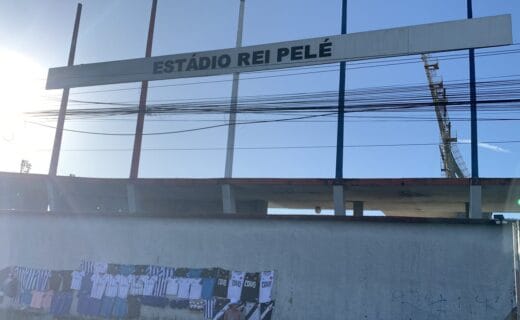 ESTÁDIO REI PELÉ